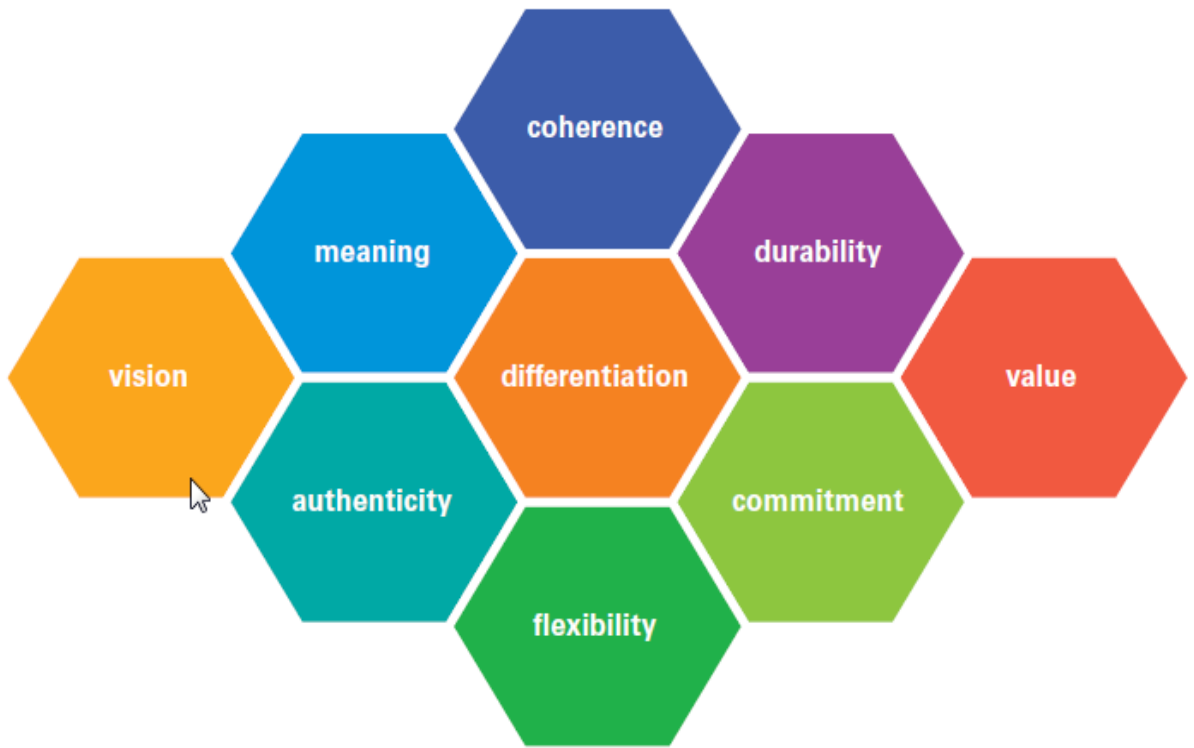 coherence
meaning
durability
vision
differentiation
value
authenticity
commitment
flexibility